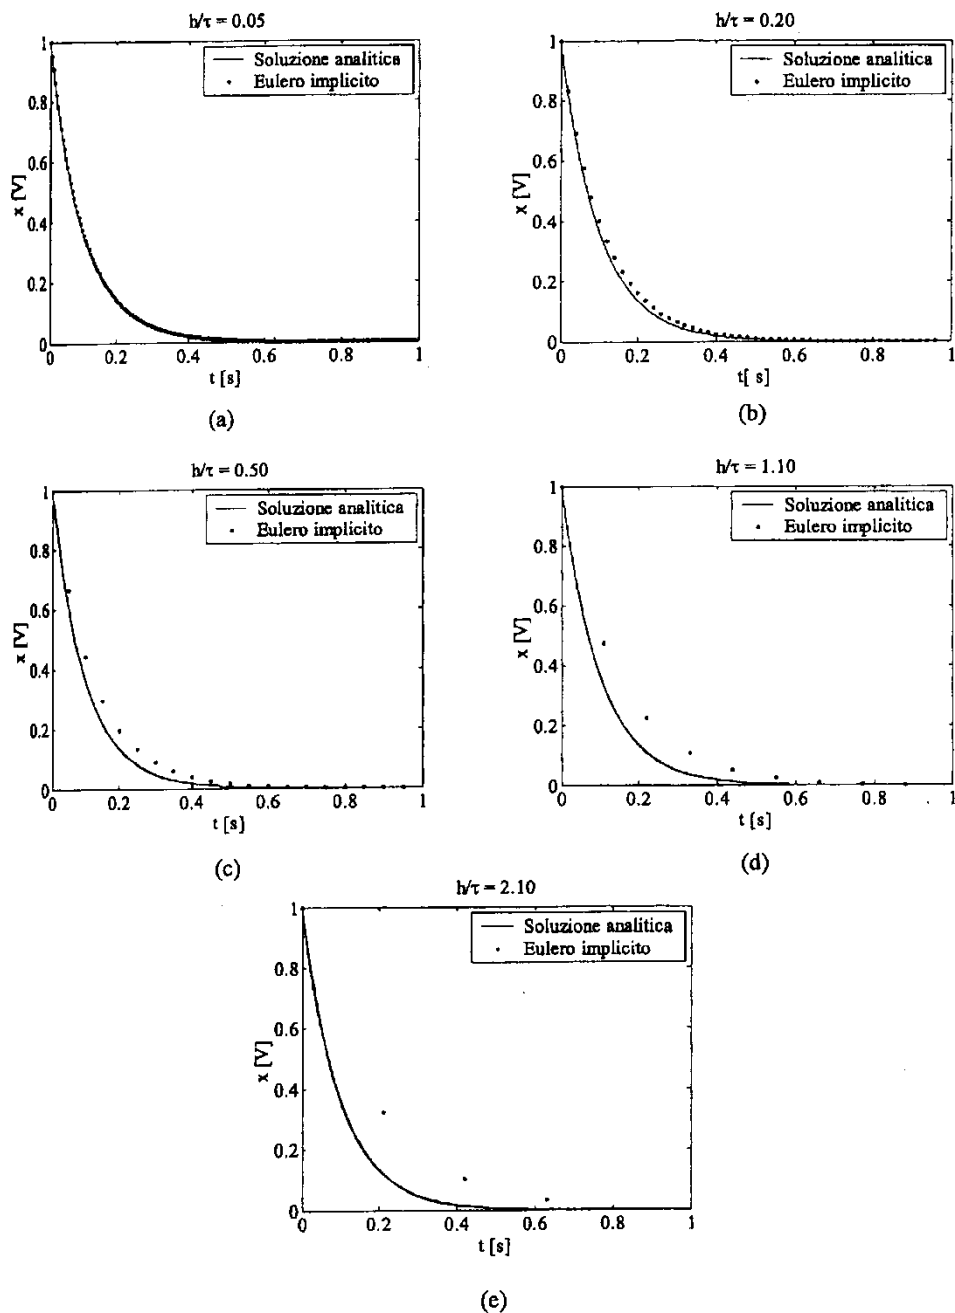 h/τ = 0.05
1
0.8
0.6
0.4
0.2
0
x [V]
Soluzione analitica
Eulero implicito
0
0.2
0.4
0.6
0.8
1
t [s]
(a)
h/τ = 0.20
1
0.8
0.6
0.4
0.2
0
x [V]
Soluzione analitica
Eulero implicito
0
0.2
0.4
0.6
0.8
1
t[ s]
(b)
h/τ = 0.50
1
0.8
0.6
0.4
0.2
0
x [V]
Soluzione analitica
Eulero implicito
0
0.2
0.4
0.6
0.8
1
t [s]
(c)
h/τ = 1.10
1
0.8
0.6
0.4
0.2
0
x [V]
Soluzione analitica
Eulero implicito
0
0.2
0.4
0.6
0.8
1
t [s]
(d)
h/τ = 2.10
1
0.8
0.6
0.4
0.2
0
x [V]
Soluzione analitica
Eulero implicito
0
0.2
0.4
0.6
0.8
1
t [s]
(e)